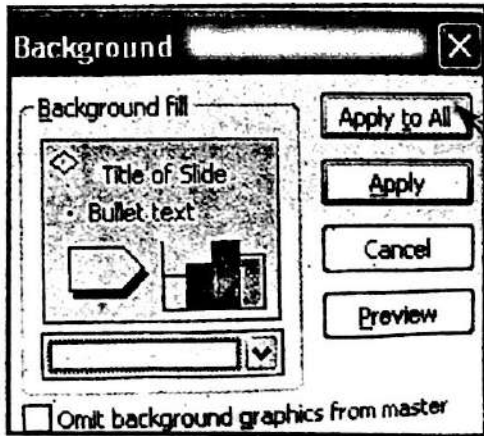 Background
Background fill
Title of Slide
• Bullet text
Apply to All
Apply
Cancel
Preview
Omit background graphics from master